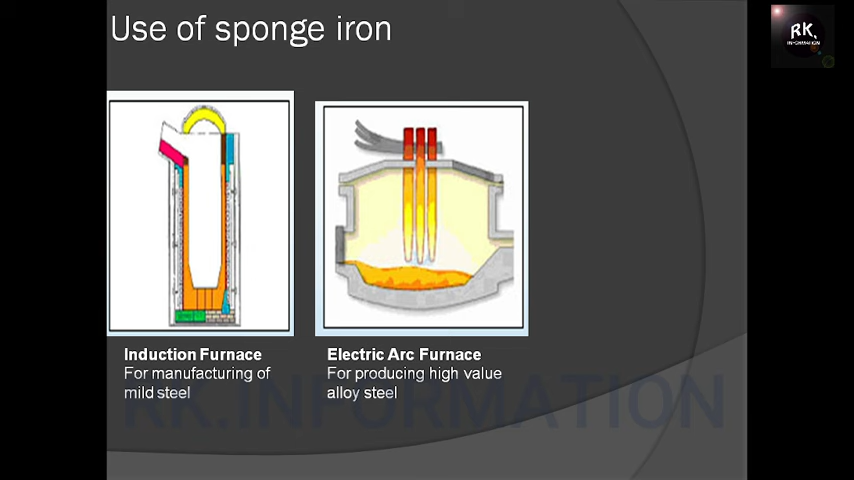 Use of sponge iron
RK.
INFORMATION
Induction Furnace
For manufacturing of
mild steel
Electric Arc Furnace
For producing high value
alloy steel
RK.INFORMATION